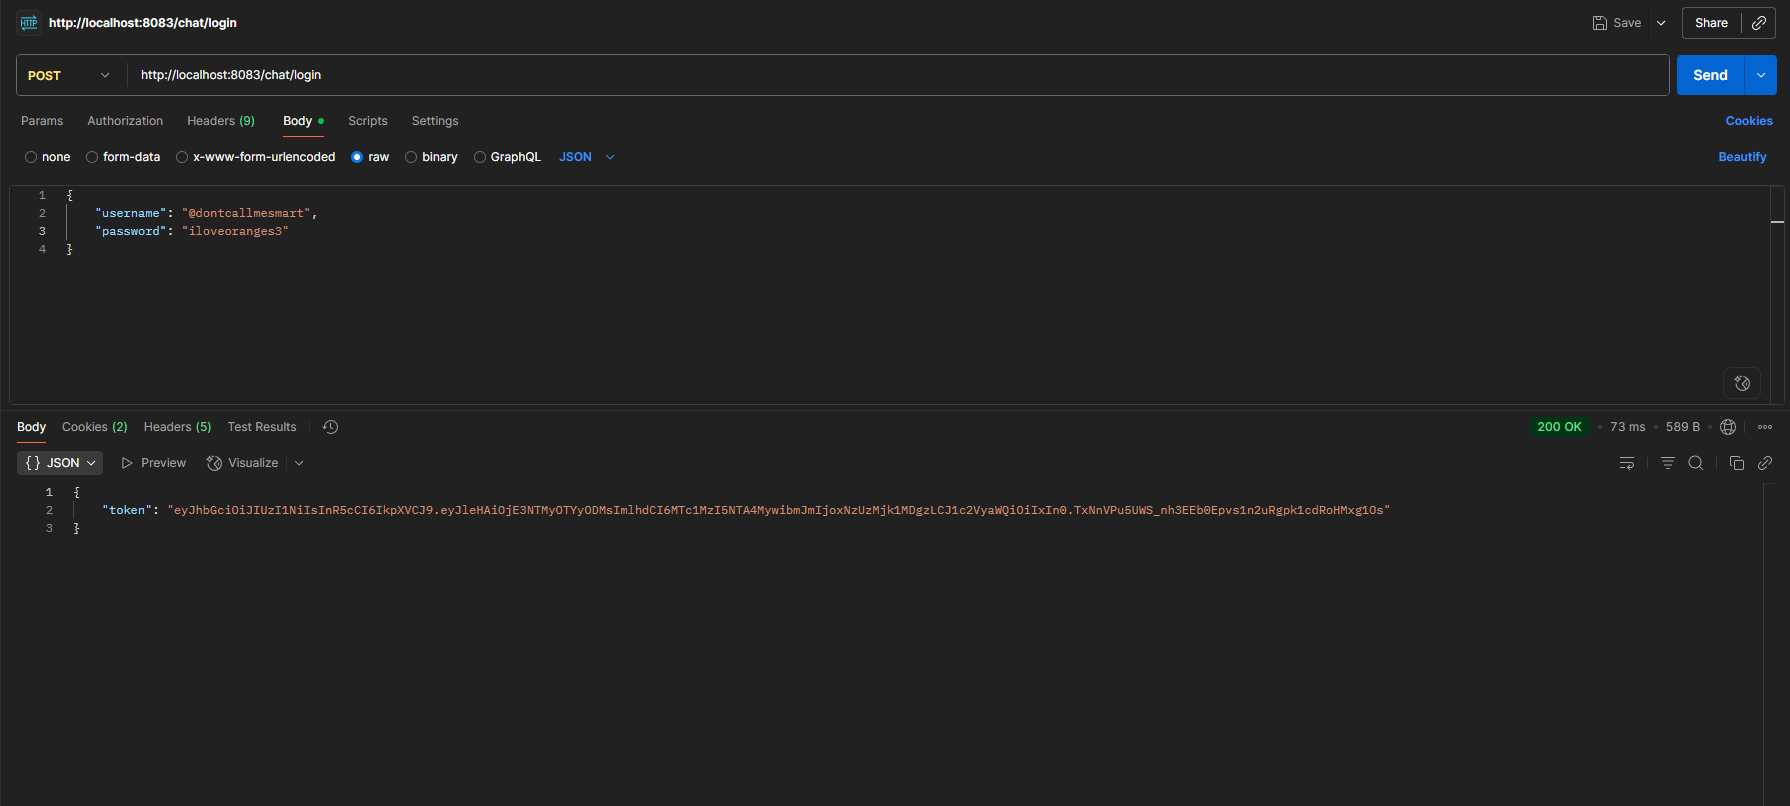 HTTP http://localhost:8083/chat/login Save Share
POST http://localhost:8083/chat/login Send
Params Authorization Headers (9) Body Scripts Settings Cookies
none form-data x-www-form-urlencoded raw binary GraphQL JSON Beautify
1 {
2 "username": "@dontcallmesmart",
3 "password": "iloveoranges3"
4 }
Body Cookies (2) Headers (5) Test Results 200 OK • 73 ms • 589 B •
{} JSON Preview Visualize
1 {
2 "token": "eyJhbGciOiJIUzI1NiIsInR5cCI6IkpXVCJ9.eyJleHAiOjE3NTMyOTYyODMsImlhdCI6MTc1MzI5NTA4MywibmJmIjoxNzUzMjk1MDgzLCJ1c2VyaWQiOiIxIn0.TxNnVPu5UWS_nh3EEb0Epvs1n2uRgpk1cdRoHMxg1Os"
3 }